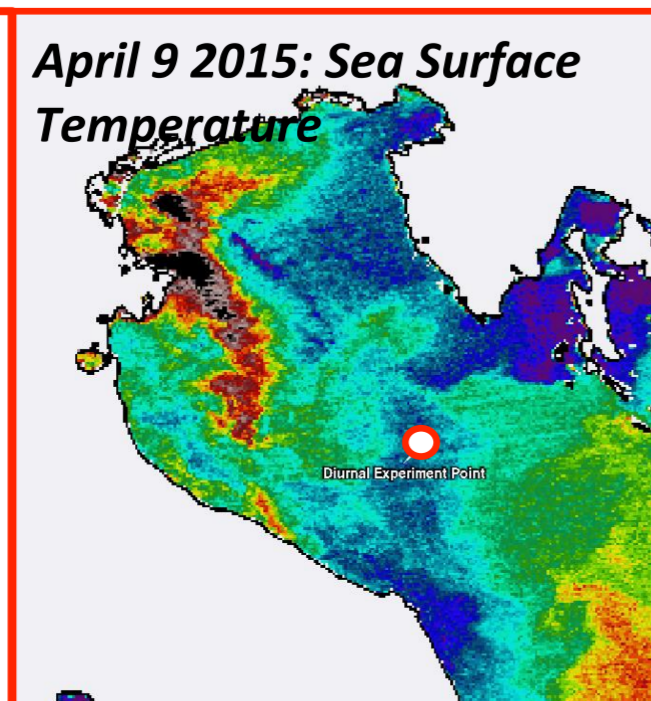 April 9 2015: Sea Surface
Temperature
Diurnal Experiment Point